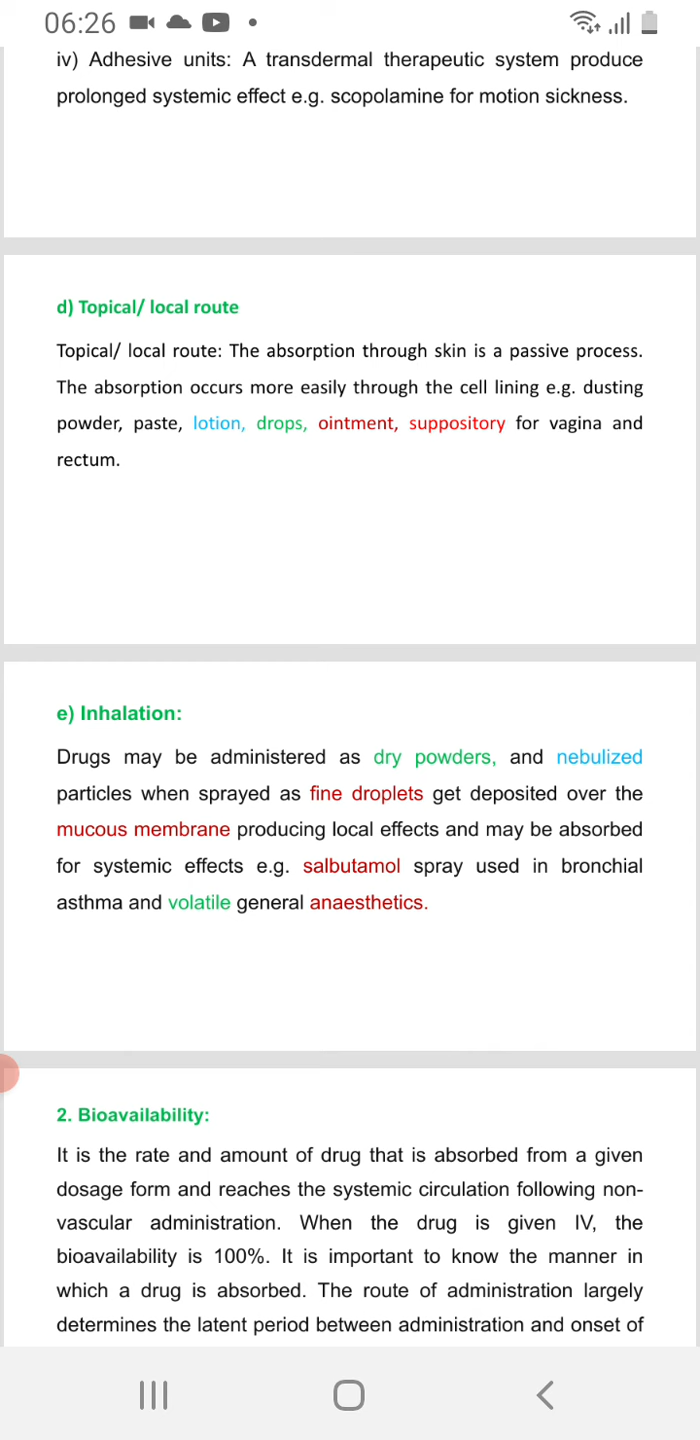 06:26
iv) Adhesive units: A transdermal therapeutic system produce
prolonged systemic effect e.g. scopolamine for motion sickness.
d) Topical/ local route
Topical/ local route: The absorption through skin is a passive process.
The absorption occurs more easily through the cell lining e.g. dusting
powder, paste, lotion, drops, ointment, suppository for vagina and
rectum.
e) Inhalation:
Drugs may be administered as dry powders, and nebulized
particles when sprayed as fine droplets get deposited over the
mucous membrane producing local effects and may be absorbed
for systemic effects e.g. salbutamol spray used in bronchial
asthma and volatile general anaesthetics.
2. Bioavailability:
It is the rate and amount of drug that is absorbed from a given
dosage form and reaches the systemic circulation following non-
vascular administration. When the drug is given IV, the
bioavailability is 100%. It is important to know the manner in
which a drug is absorbed. The route of administration largely
determines the latent period between administration and onset of